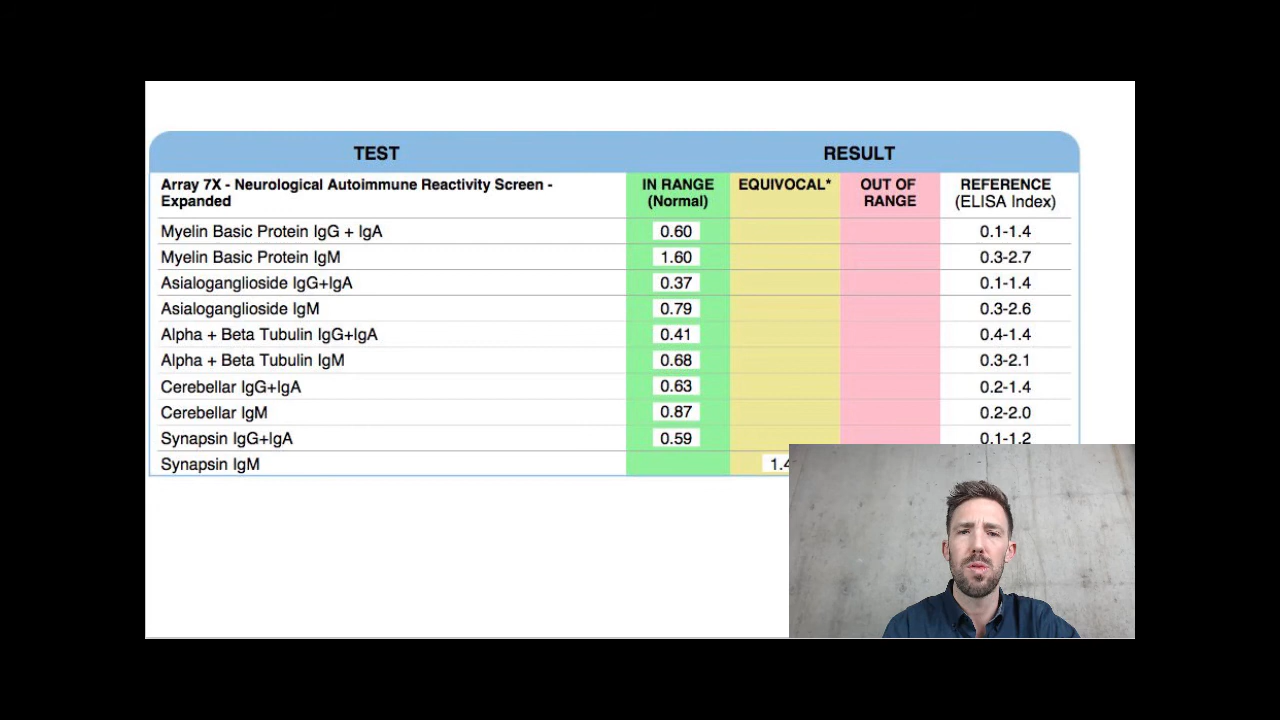 TEST RESULT
Array 7X - Neurological Autoimmune Reactivity Screen - IN RANGE EQUIVOCAL* OUT OF REFERENCE
Expanded (Normal) RANGE (ELISA Index)
Myelin Basic Protein IgG + IgA 0.60 0.1-1.4
Myelin Basic Protein IgM 1.60 0.3-2.7
Asialoganglioside IgG+IgA 0.37 0.1-1.4
Asialoganglioside IgM 0.79 0.3-2.6
Alpha + Beta Tubulin IgG+IgA 0.41 0.4-1.4
Alpha + Beta Tubulin IgM 0.68 0.3-2.1
Cerebellar IgG+IgA 0.63 0.2-1.4
Cerebellar IgM 0.87 0.2-2.0
Synapsin IgG+IgA 0.59 0.1-1.2
Synapsin IgM